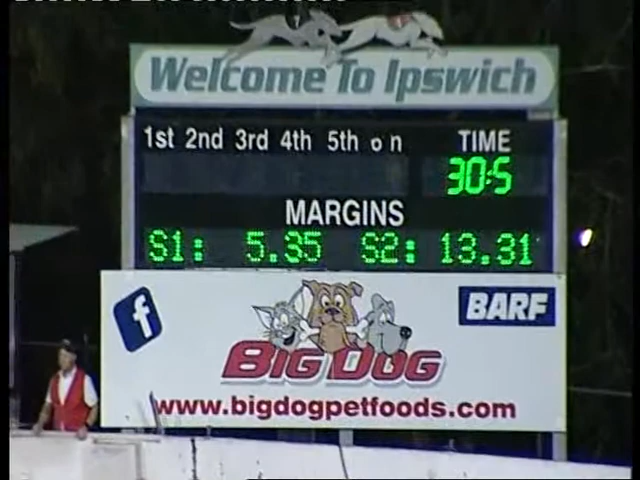 Welcome To Ipswich
1st 2nd 3rd 4th 5th on TIME
30:5
MARGINS
S1: 5.35 S2: 13.31
f
BARF
BIG DOG
www.bigdogpetfoods.com